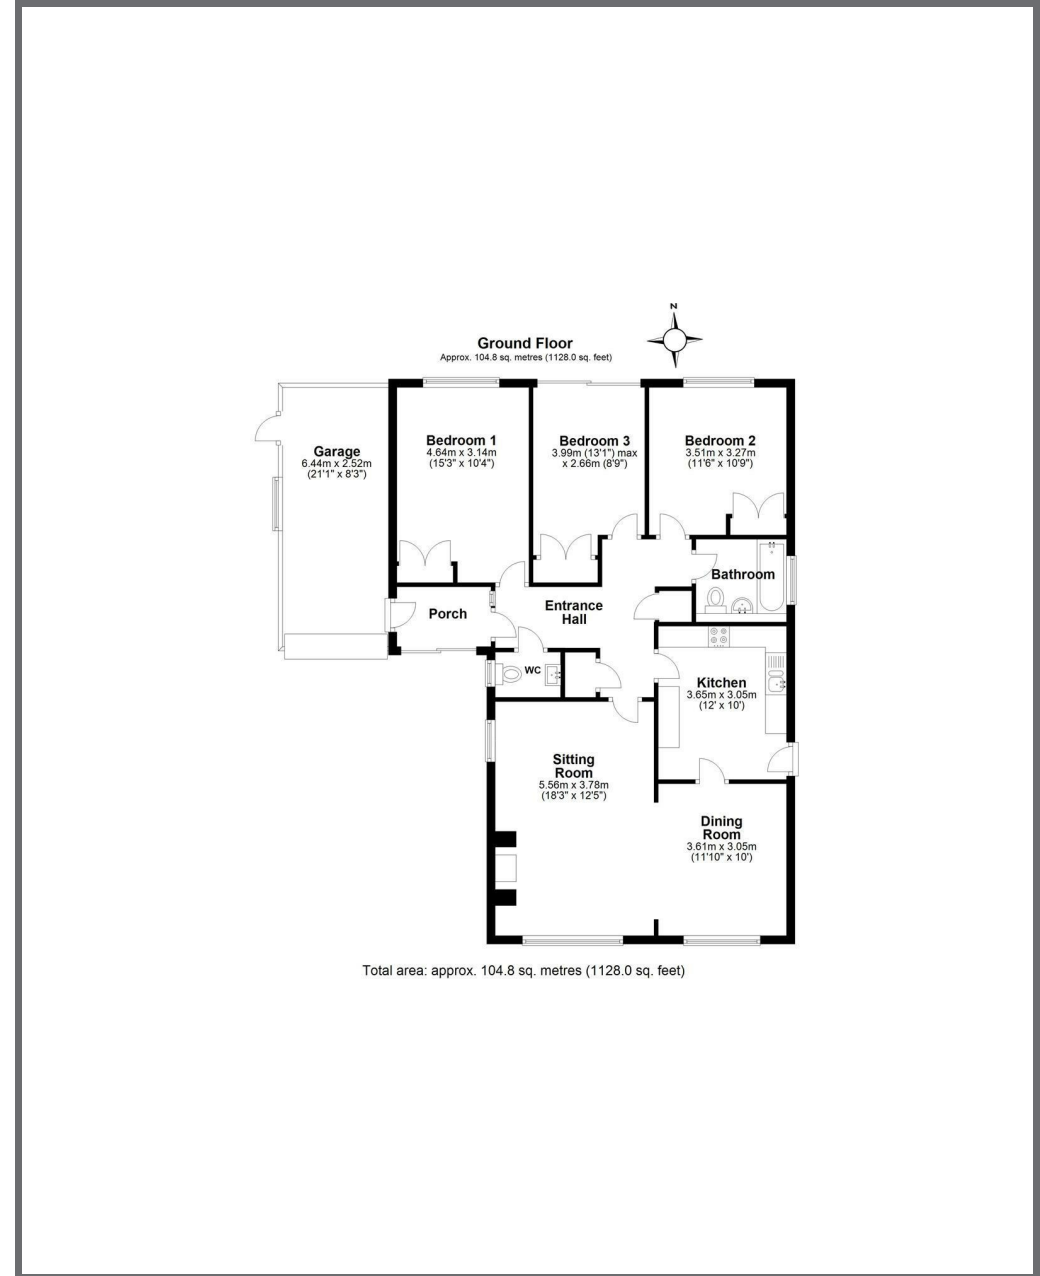 N
Ground Floor
Approx. 104.8 sq. metres (1128.0 sq. feet)
Garage
6.44m x 2.52m
(21'1" x 8'3")
Bedroom 1
4.64m x 3.14m
(15'3" x 10'4")
Bedroom 3
3.99m (13'1") max
x 2.66m (8'9")
Bedroom 2
3.51m x 3.27m
(11'6" x 10'9")
Bathroom
Porch
Entrance
Hall
WC
Kitchen
3.65m x 3.05m
(12' x 10')
Sitting
Room
5.56m x 3.78m
(18'3" x 12'5")
Dining
Room
3.61m x 3.05m
(11'10" x 10')
Total area: approx. 104.8 sq. metres (1128.0 sq. feet)